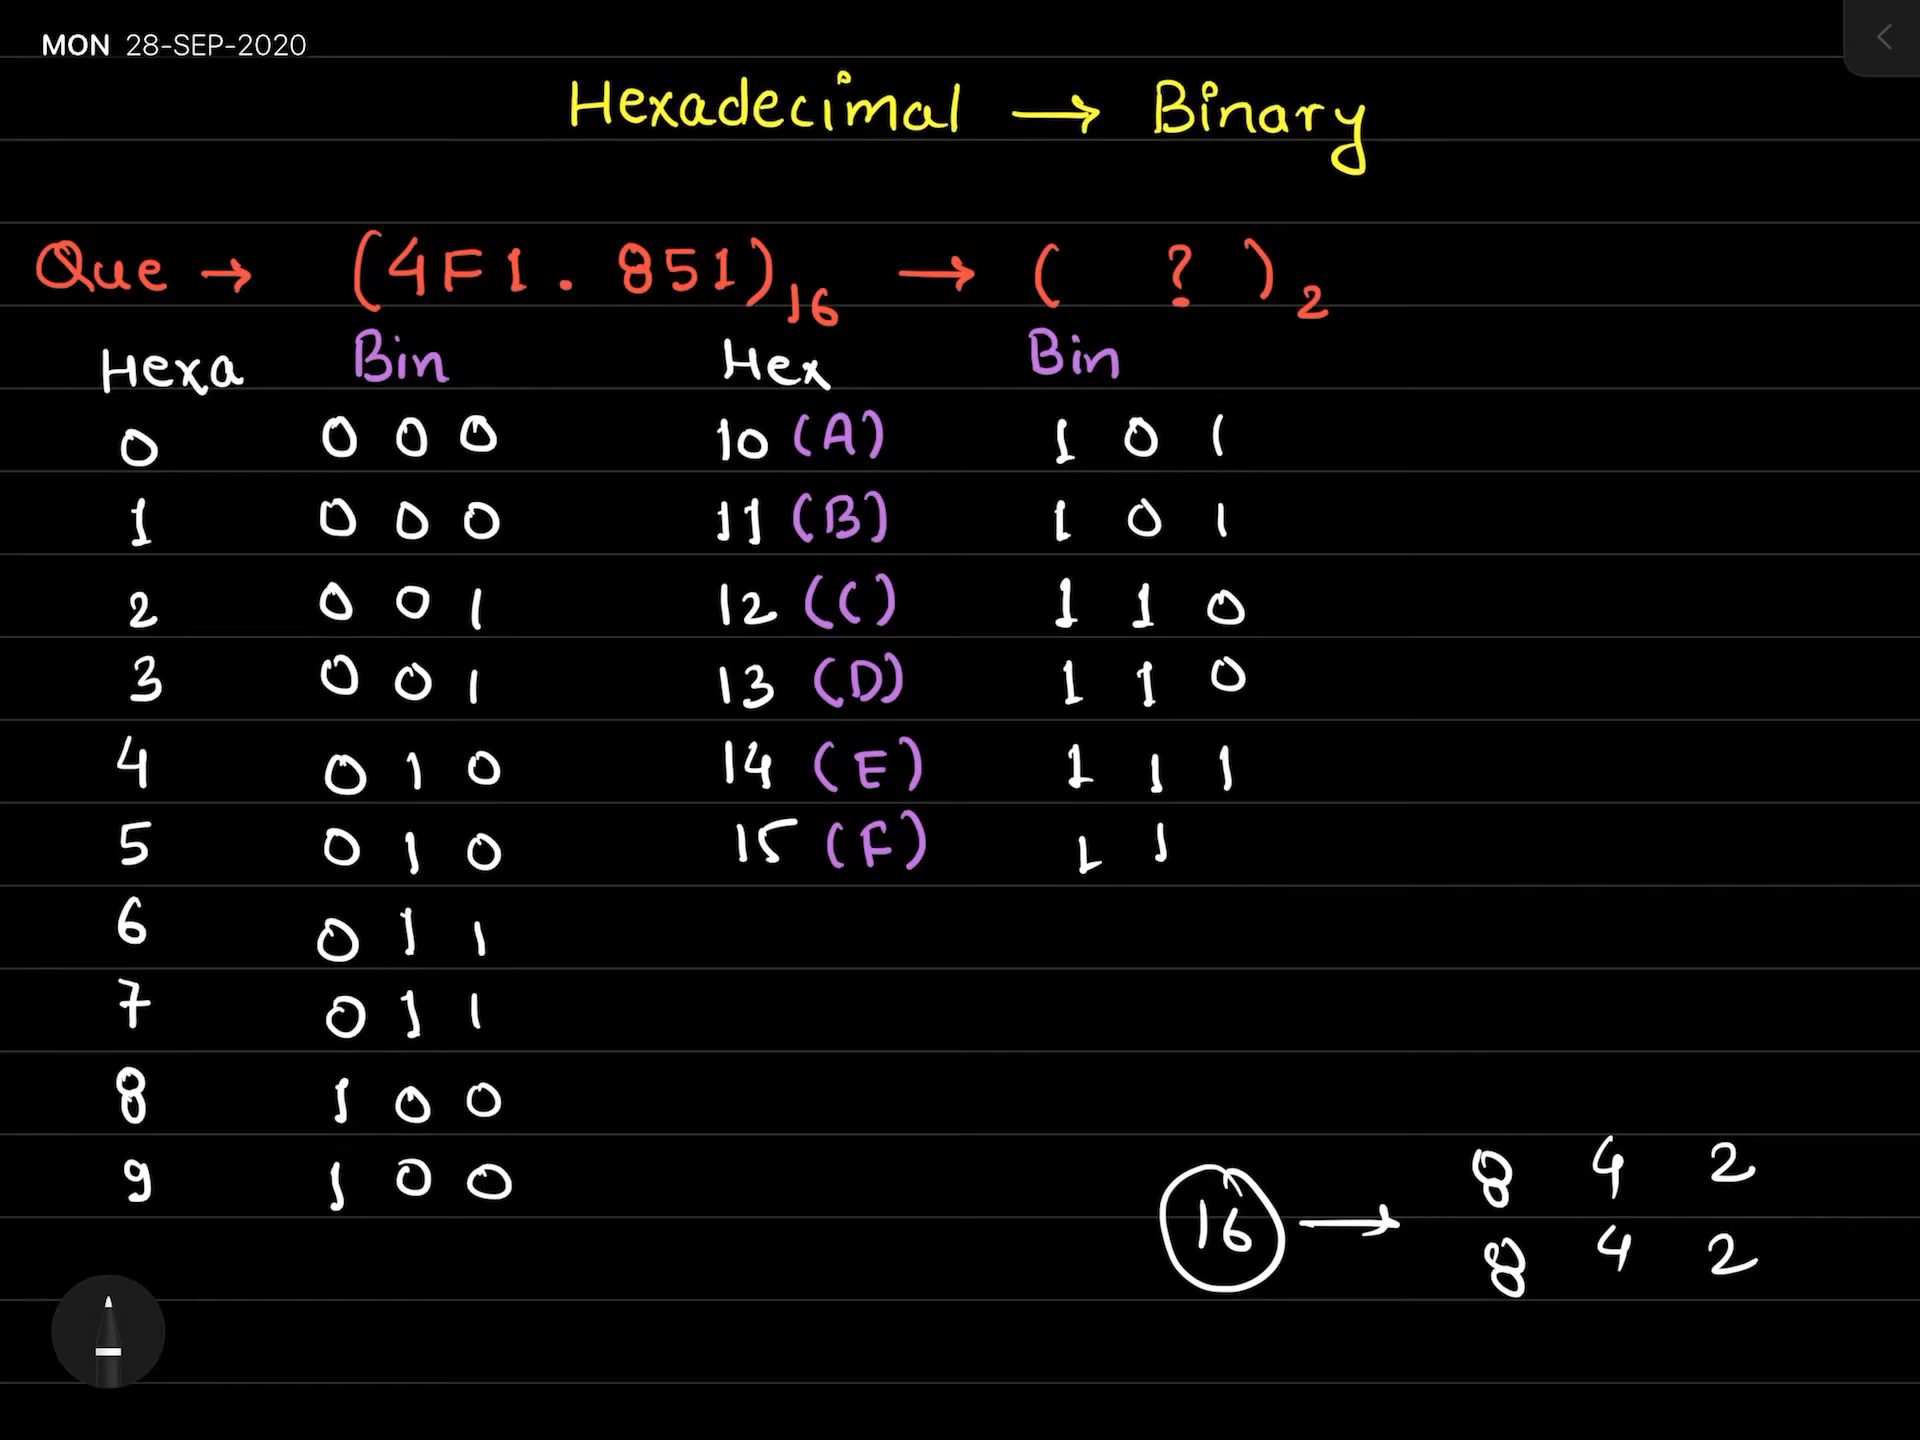 MON 28-SEP-2020
Hexadecimal → Binary
Que → (4F1.851)16 → ( ? )2
Hexa Bin Hex Bin
0 0 0 0 10 (A) 1 0 1
1 0 0 0 11 (B) 1 0 1
2 0 0 1 12 (C) 1 1 0
3 0 0 1 13 (D) 1 1 0
4 0 1 0 14 (E) 1 1 1
5 0 1 0 15 (F) 1 1
6 0 1 1
7 0 1 1
8 1 0 0
9 1 0 0
16 → 8 4 2
8 4 2